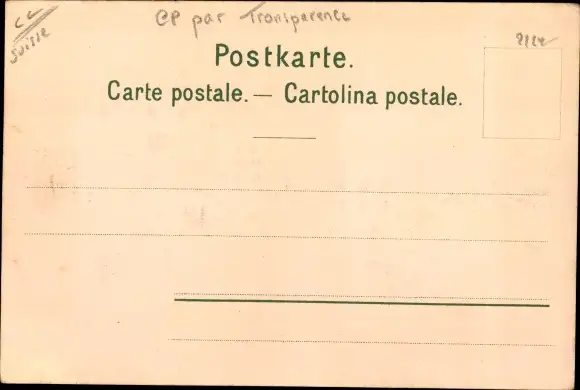 CP par Transparence
Suisse
Postkarte.
Carte postale. — Cartolina postale.